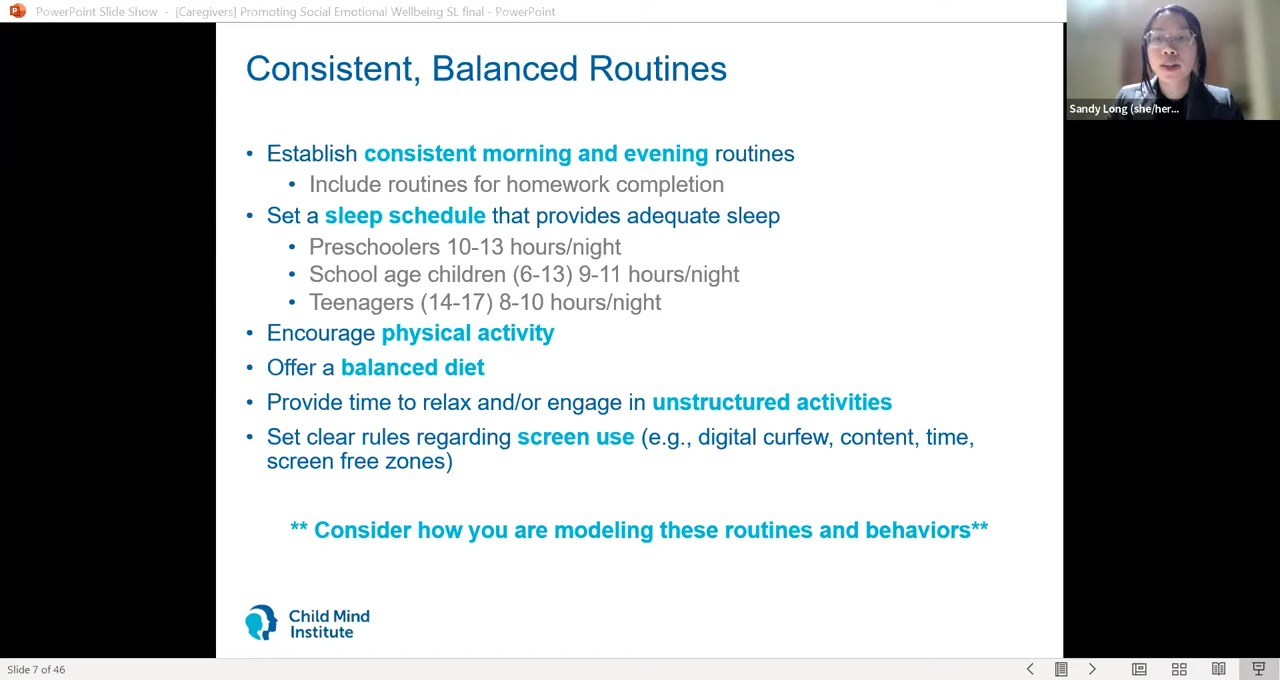 PowerPoint Slide Show - [Caregivers] Promoting Social Emotional Wellbeing SL final - PowerPoint
Sandy Long (she/her...
Consistent, Balanced Routines
• Establish consistent morning and evening routines
• Include routines for homework completion
• Set a sleep schedule that provides adequate sleep
• Preschoolers 10-13 hours/night
• School age children (6-13) 9-11 hours/night
• Teenagers (14-17) 8-10 hours/night
• Encourage physical activity
• Offer a balanced diet
• Provide time to relax and/or engage in unstructured activities
• Set clear rules regarding screen use (e.g., digital curfew, content, time,
screen free zones)
** Consider how you are modeling these routines and behaviors**
Child Mind
Institute
Slide 7 of 46